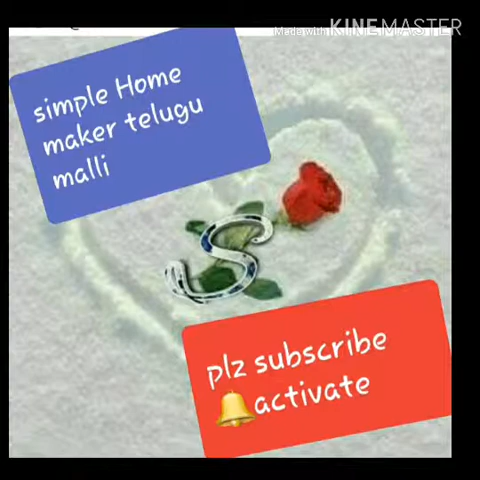 Made with KINEMASTER
simple Home
maker telugu
malli
S
plz subscribe
🔔activate